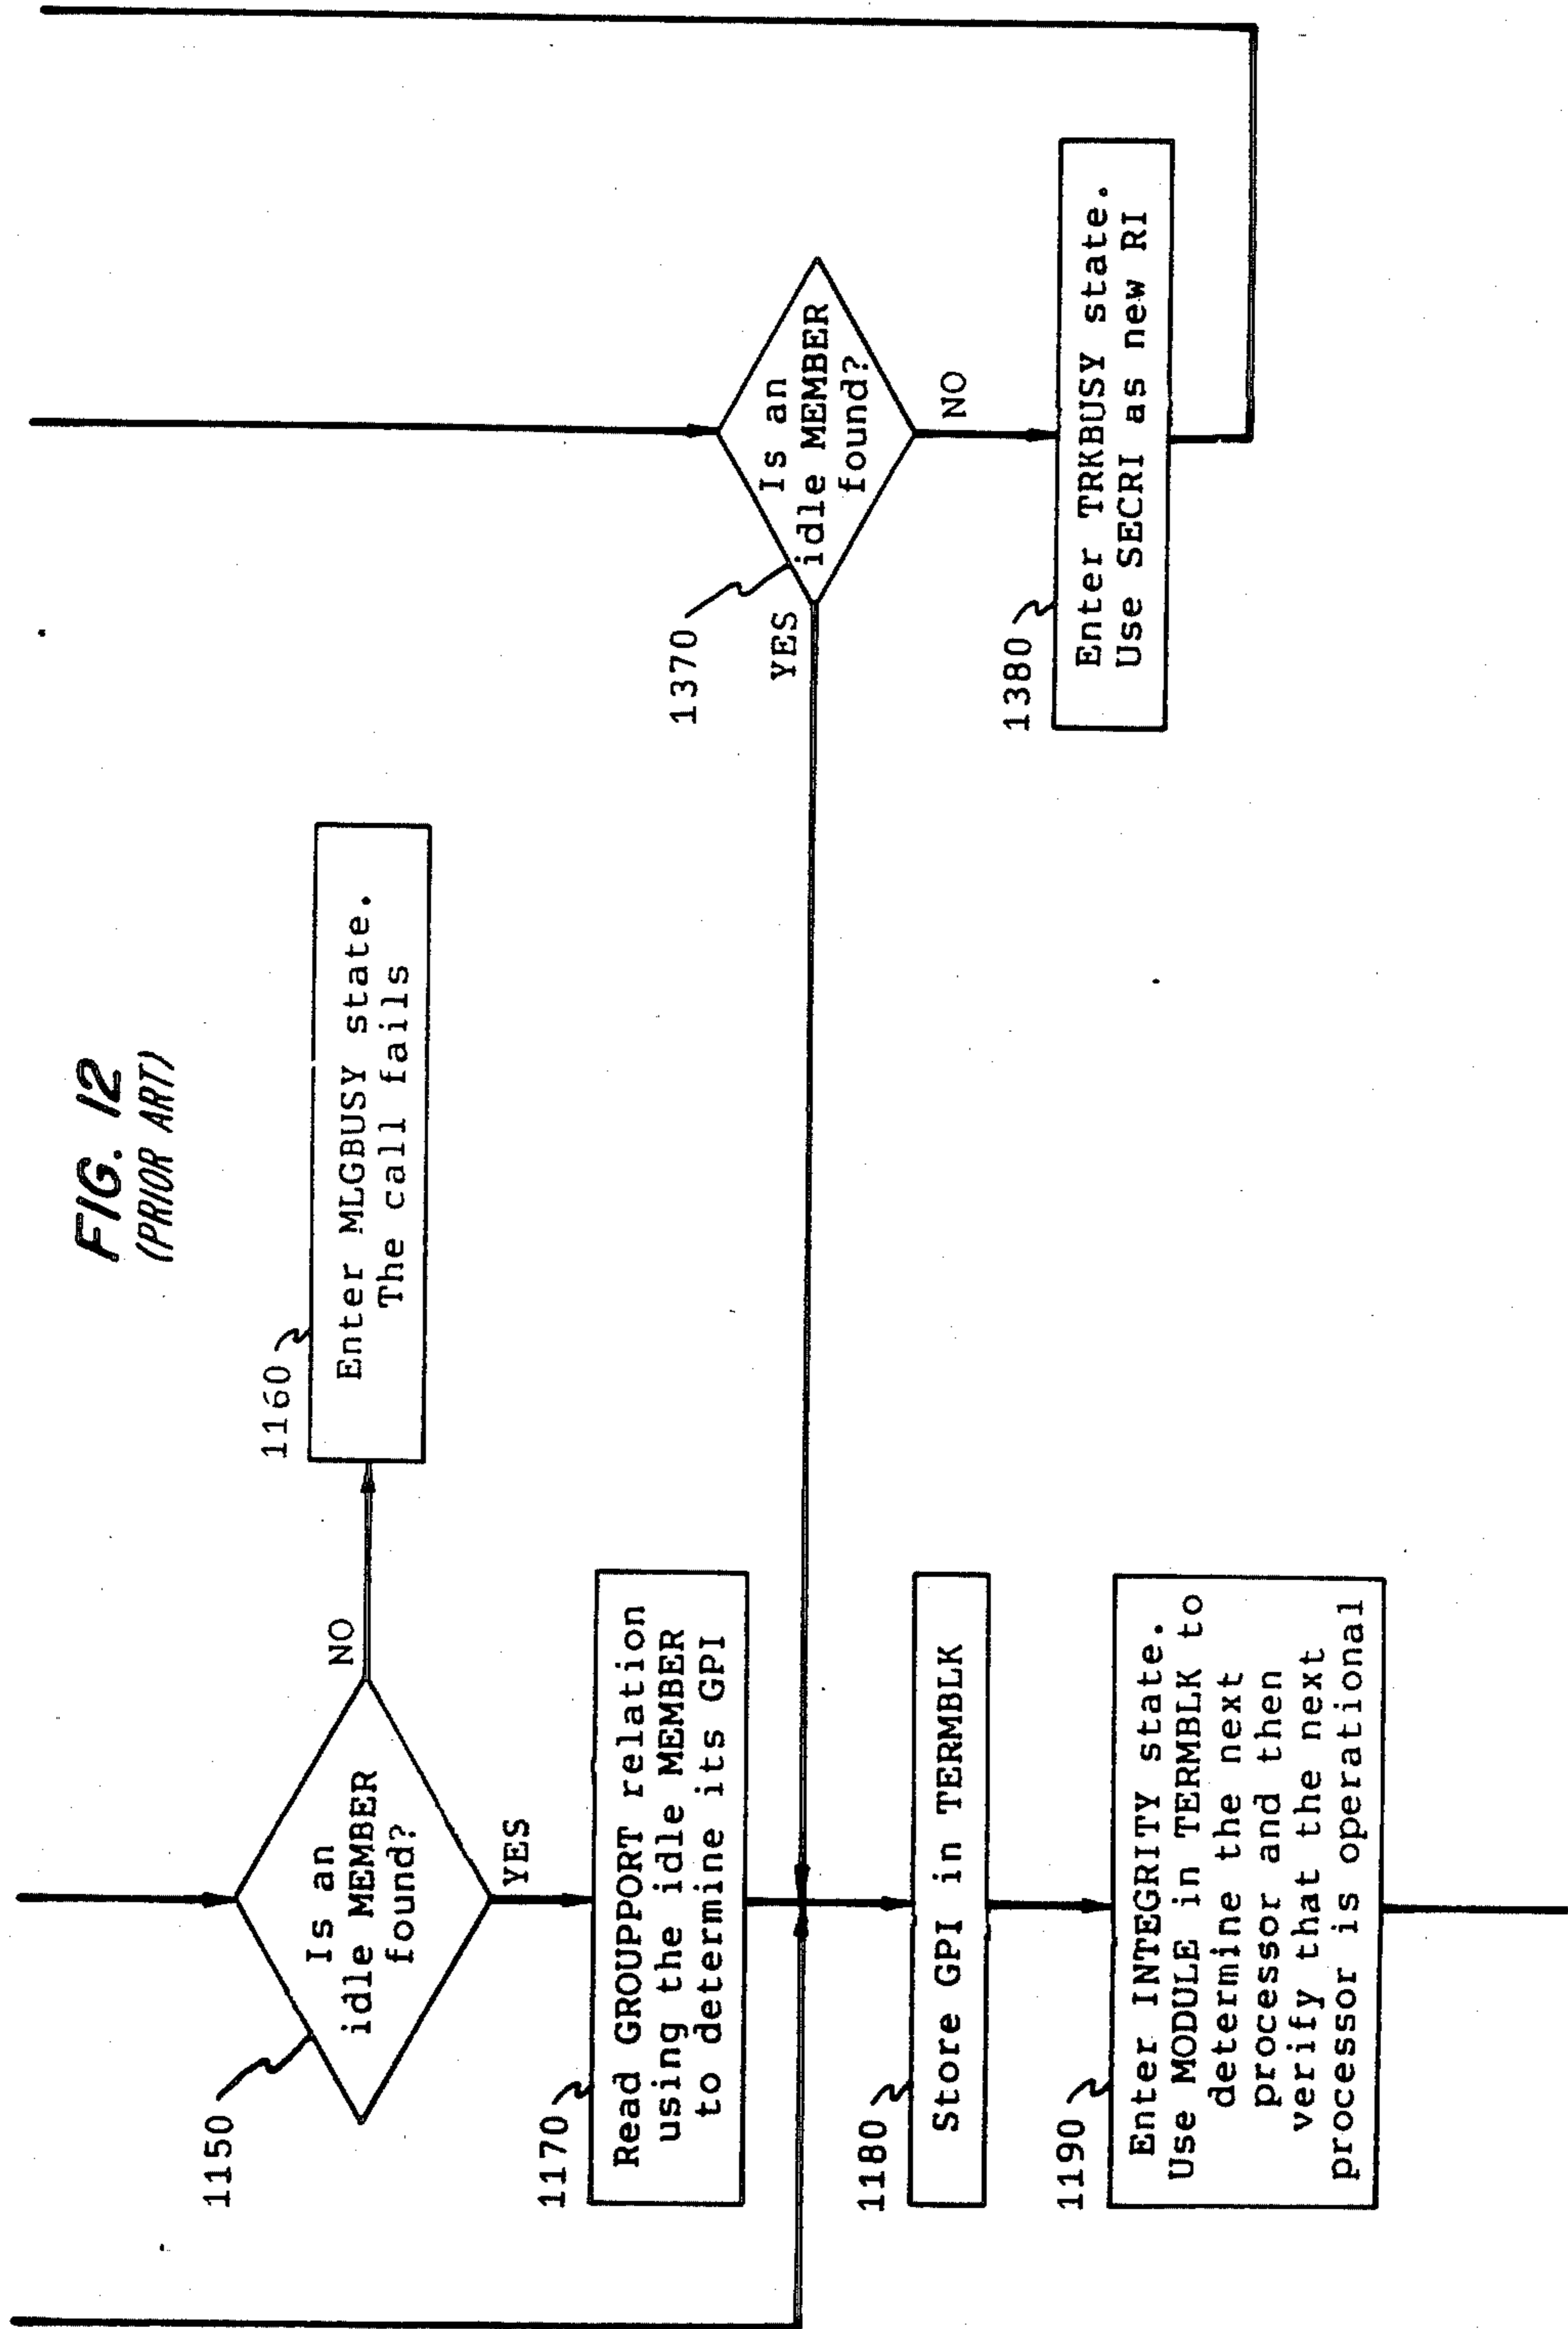 FIG. 12
(PRIOR ART)
1150
Is an
idle MEMBER
found?
NO
1160
Enter MLGBUSY state.
The call fails
YES
1170
Read GROUPPORT relation
using the idle MEMBER
to determine its GPI
1180
Store GPI in TERMBLK
1190
Enter INTEGRITY state.
Use MODULE in TERMBLK to
determine the next
processor and then
verify that the next
processor is operational
1370
Is an
idle MEMBER
found?
YES
NO
1380
Enter TRKBUSY state.
Use SECRI as new RI